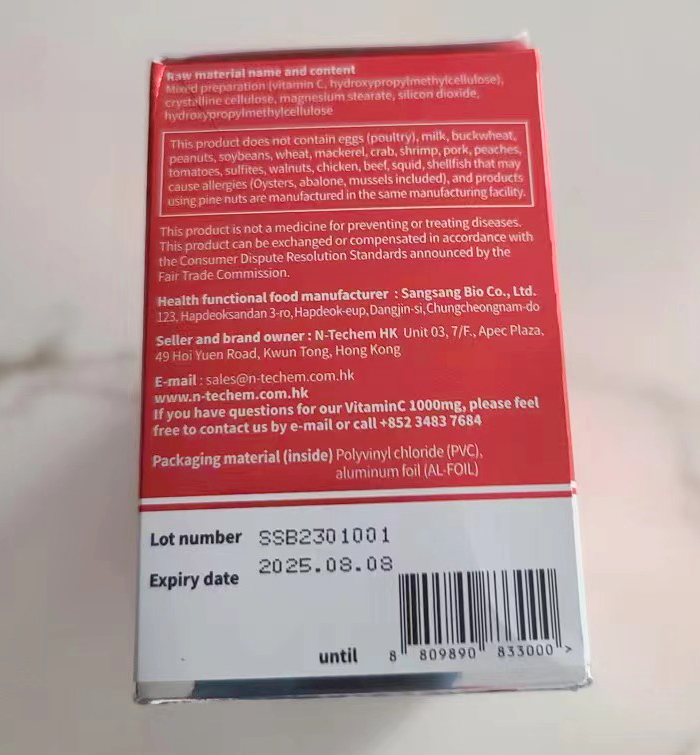 Raw material name and content
Mixed preparation (vitamin C, hydroxypropylmethylcellulose),
crystalline cellulose, magnesium stearate, silicon dioxide,
hydroxypropylmethylcellulose
This product does not contain eggs (poultry), milk, buckwheat,
peanuts, soybeans, wheat, mackerel, crab, shrimp, pork, peaches,
tomatoes, sulfites, walnuts, chicken, beef, squid, shellfish that may
cause allergies (Oysters, abalone, mussels included), and products
using pine nuts are manufactured in the same manufacturing facility.
This product is not a medicine for preventing or treating diseases.
This product can be exchanged or compensated in accordance with
the Consumer Dispute Resolution Standards announced by the
Fair Trade Commission.
Health functional food manufacturer : Sangsang Bio Co., Ltd.
123, Hapdeoksandan 3-ro, Hapdeok-eup, Dangjin-si, Chungcheongnam-do
Seller and brand owner : N-Techem HK Unit 03, 7/F., Apec Plaza,
49 Hoi Yuen Road, Kwun Tong, Hong Kong
E-mail : sales@n-techem.com.hk
www.n-techem.com.hk
If you have questions for our VitaminC 1000mg, please feel
free to contact us by e-mail or call +852 3483 7684
Packaging material (inside) Polyvinyl chloride (PVC),
aluminum foil (AL-FOIL)
Lot number SSB2301001
Expiry date 2025.08.08
until
8 809890 833000 >